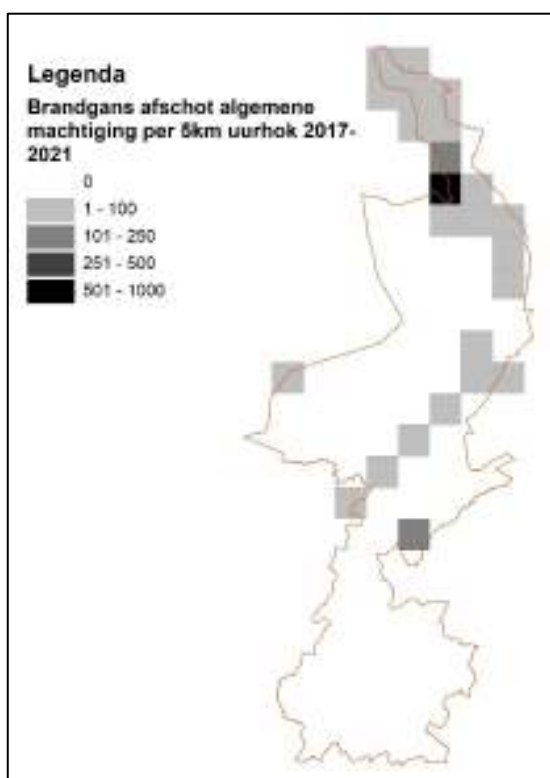 Legenda
Brandgans afschot algemene
machtiging per 5km uurhok 2017-
2021
0
1 - 100
101 - 250
251 - 500
501 - 1000